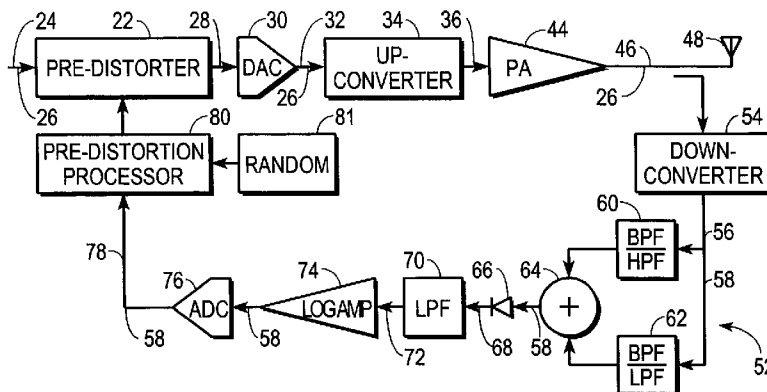 24
22
28
30
32
34
36
44
46
48
PRE-DISTORTER
DAC
UP-
CONVERTER
PA
26
26
26
80
81
54
PRE-DISTORTION
PROCESSOR
RANDOM
DOWN-
CONVERTER
60
56
BPF
HPF
58
78
76
74
70
66
64
ADC
LOGAMP
LPF
+
62
58
58
72
68
58
BPF
LPF
52